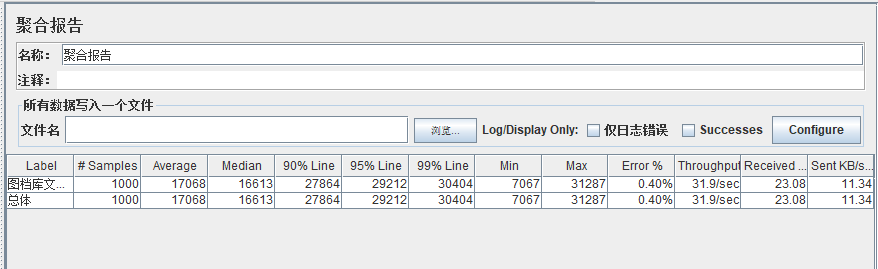 聚合报告
名称： 聚合报告
注释：
所有数据写入一个文件
文件名 浏览... Log/Display Only: 仅日志错误 Successes Configure
Label # Samples Average Median 90% Line 95% Line 99% Line Min Max Error % Throughput Received ... Sent KB/s...
图档库文... 1000 17068 16613 27864 29212 30404 7067 31287 0.40% 31.9/sec 23.08 11.34
总体 1000 17068 16613 27864 29212 30404 7067 31287 0.40% 31.9/sec 23.08 11.34